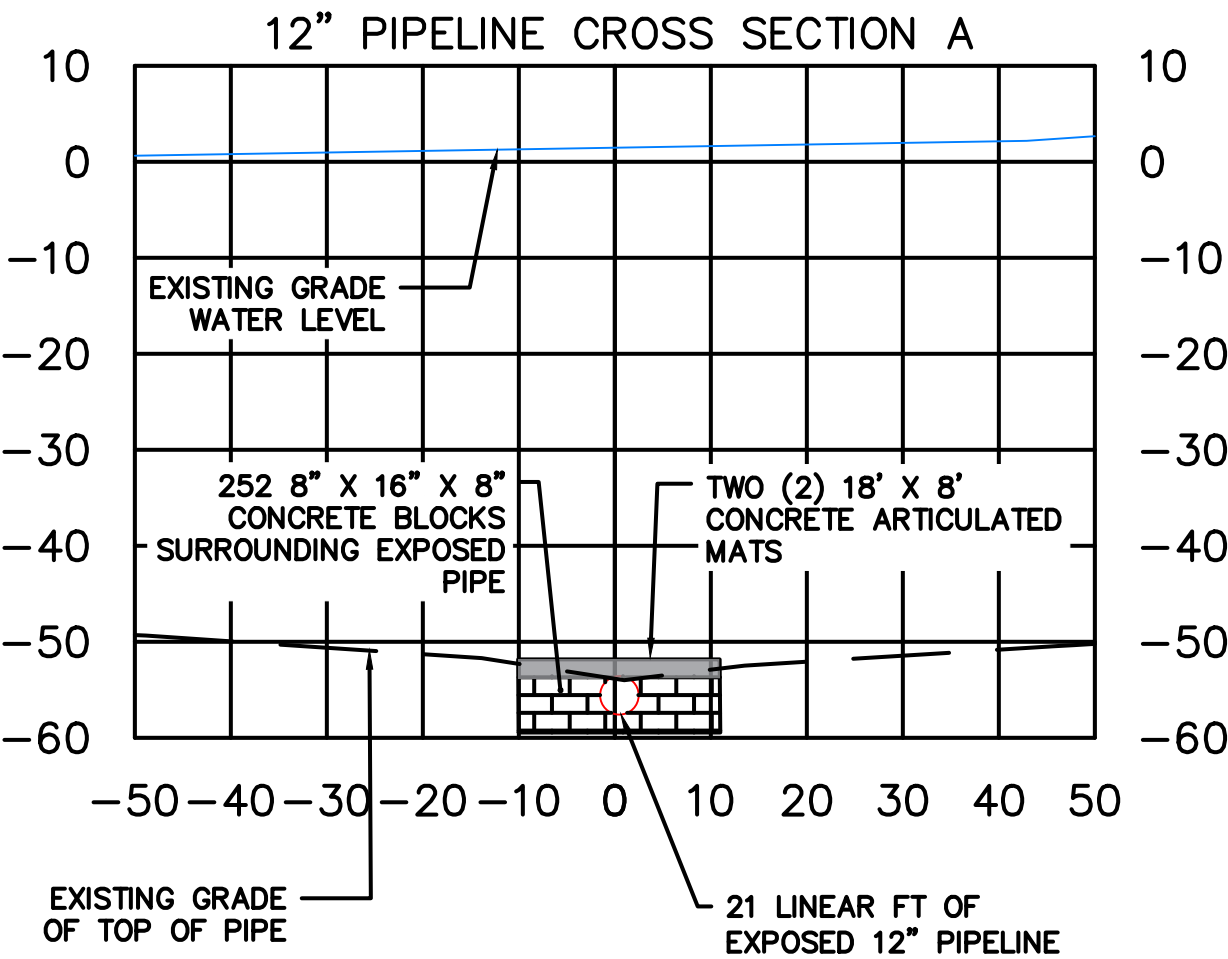 12” PIPELINE CROSS SECTION A
10 10
0 0
-10 -10
EXISTING GRADE
WATER LEVEL
-20 -20
-30 -30
252 8” X 16” X 8”
CONCRETE BLOCKS
SURROUNDING EXPOSED
PIPE
TWO (2) 18' X 8'
CONCRETE ARTICULATED
MATS
-40 -40
-50 -50
-60 -60
-50 -40 -30 -20 -10 0 10 20 30 40 50
EXISTING GRADE
OF TOP OF PIPE
21 LINEAR FT OF
EXPOSED 12” PIPELINE